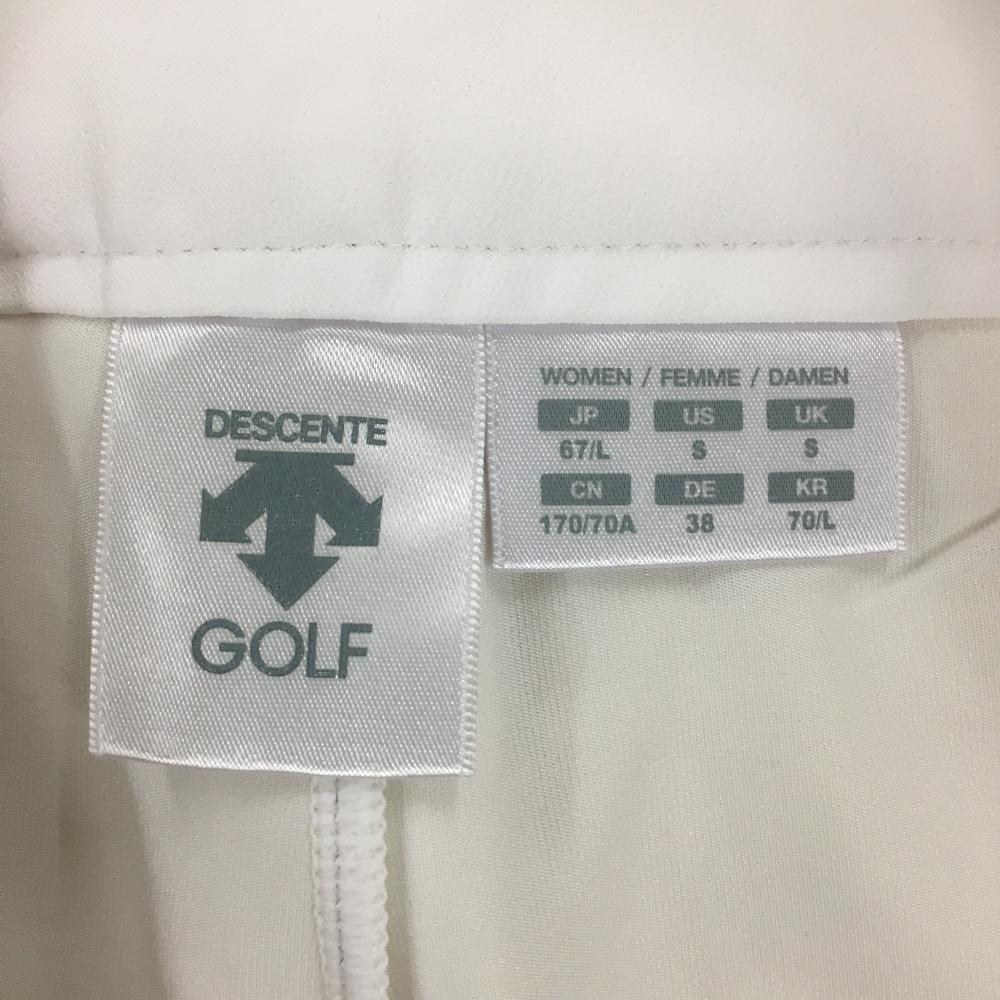 DESCENTE
GOLF
WOMEN / FEMME / DAMEN
JP US UK
67/L S S
CN DE KR
170/70A 38 70/L